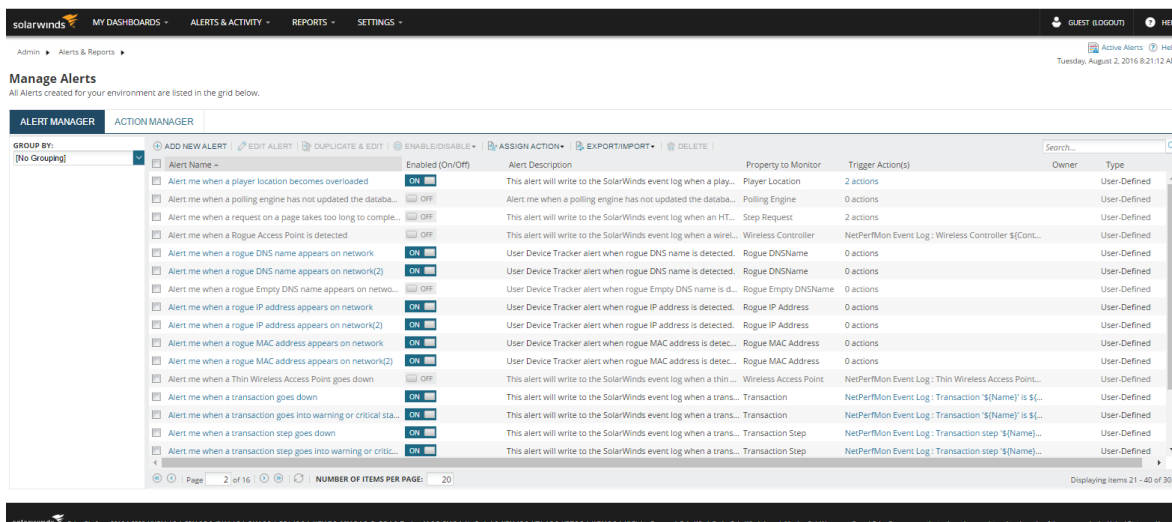 solarwinds MY DASHBOARDS ALERTS & ACTIVITY REPORTS SETTINGS GUEST (LOGOUT) ? HE
Admin Alerts & Reports Active Alerts ? Hel
Tuesday, August 2, 2016 8:21:12 A
Manage Alerts
All Alerts created for your environment are listed in the grid below.
ALERT MANAGER ACTION MANAGER
GROUP BY: ADD NEW ALERT EDIT ALERT DUPLICATE & EDIT ENABLE/DISABLE ASSIGN ACTION EXPORT/IMPORT DELETE Search...
[No Grouping] Alert Name Enabled (On/Off) Alert Description Property to Monitor Trigger Action(s) Owner Type
Alert me when a player location becomes overloaded ON This alert will write to the SolarWinds event log when a play... Player Location 2 actions User-Defined
Alert me when a polling engine has not updated the databa... OFF Alert me when a polling engine has not updated the databa... Polling Engine 0 actions User-Defined
Alert me when a request on a page takes too long to comple... OFF This alert will write to the SolarWinds event log when an HT... Step Request 2 actions User-Defined
Alert me when a Rogue Access Point is detected OFF This alert will write to the SolarWinds event log when a wirel... Wireless Controller NetPerfMon Event Log : Wireless Controller ${Cont... User-Defined
Alert me when a rogue DNS name appears on network ON User Device Tracker alert when rogue DNS name is detected. Rogue DNSName 0 actions User-Defined
Alert me when a rogue DNS name appears on network(2) ON User Device Tracker alert when rogue DNS name is detected. Rogue DNSName 0 actions User-Defined
Alert me when a rogue Empty DNS name appears on netwo... OFF User Device Tracker alert when rogue Empty DNS name is d... Rogue Empty DNSName 0 actions User-Defined
Alert me when a rogue IP address appears on network ON User Device Tracker alert when rogue IP address is detected. Rogue IP Address 0 actions User-Defined
Alert me when a rogue IP address appears on network(2) ON User Device Tracker alert when rogue IP address is detected. Rogue IP Address 0 actions User-Defined
Alert me when a rogue MAC address appears on network ON User Device Tracker alert when rogue MAC address is detec... Rogue MAC Address 0 actions User-Defined
Alert me when a rogue MAC address appears on network(2) ON User Device Tracker alert when rogue MAC address is detec... Rogue MAC Address 0 actions User-Defined
Alert me when a Thin Wireless Access Point goes down OFF This alert will write to the SolarWinds event log when a thin ... Wireless Access Point NetPerfMon Event Log : Thin Wireless Access Point... User-Defined
Alert me when a transaction goes down ON This alert will write to the SolarWinds event log when a trans... Transaction NetPerfMon Event Log : Transaction '${Name}' is ${... User-Defined
Alert me when a transaction goes into warning or critical sta... ON This alert will write to the SolarWinds event log when a trans... Transaction NetPerfMon Event Log : Transaction '${Name}' is ${... User-Defined
Alert me when a transaction step goes down ON This alert will write to the SolarWinds event log when a trans... Transaction Step NetPerfMon Event Log : Transaction step '${Name}... User-Defined
Alert me when a transaction step goes into warning or critic... ON This alert will write to the SolarWinds event log when a trans... Transaction Step NetPerfMon Event Log : Transaction step '${Name}... User-Defined
Page 2 of 16 NUMBER OF ITEMS PER PAGE: 20 Displaying items 21 - 40 of 30
solarwinds